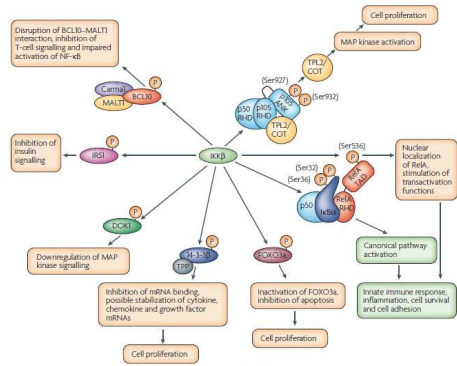 Cell proliferation
MAP kinase activation
Disruption of BCL10–MALT1
interaction, inhibition of
T-cell signalling and impaired
activation of NF-κB
TPL2/
COT
(Ser927)
P
P
P
(Ser932)
Carma1
MALT1
BCL10
P
p50
RHD
p105
RHD
p105
ANK
TPL2/
COT
Inhibition of
insulin
signalling
IRS1
P
IKKβ
(Ser536)
P
(Ser32)
(Ser36)
P
P
RelA
TAD
p50
IκBα
RelA
RHD
Nuclear
localization
of RelA,
stimulation of
transactivation
functions
DOK1
P
Downregulation of MAP
kinase signalling
P
14-3-3β
TPP
P
FOXO3a
Canonical pathway
activation
Inhibition of mRNA binding,
possible stabilization of cytokine,
chemokine and growth factor
mRNAs
Inactivation of FOXO3a,
inhibition of apoptosis
Innate immune response,
inflammation, cell survival
and cell adhesion
Cell proliferation
Cell proliferation